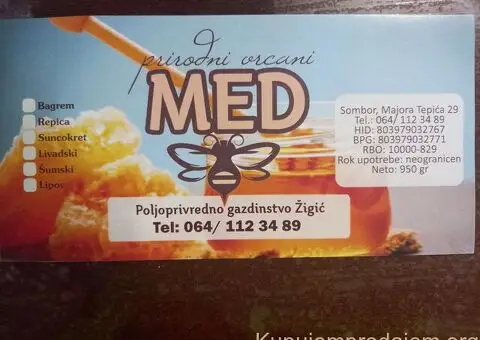 prirodni vrcani
MED
Bagrem
Repica
Suncokret
Livadski
Šumski
Lipov
Sombor, Majora Tepića 29
Tel.: 064/ 112 34 89
HID: 803979032767
BPG: 803979032771
RBO: 10000-829
Rok upotrebe: neogranicen
Neto: 950 gr
Poljoprivredno gazdinstvo Žigić
Tel: 064/ 112 34 89
Kupujemprodajem.org